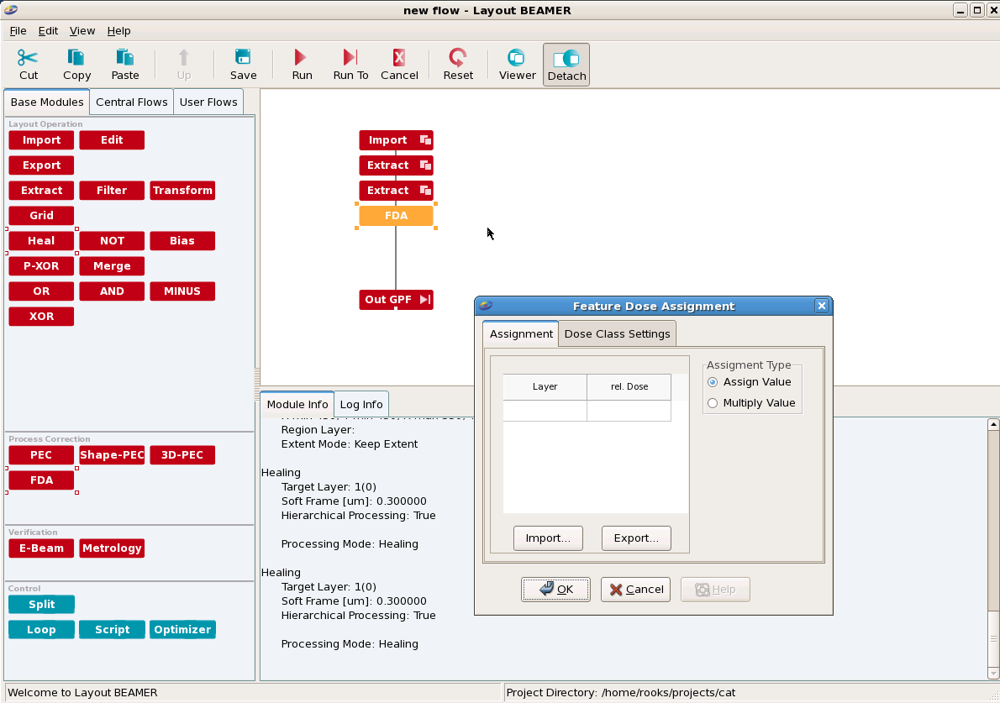 new flow - Layout BEAMER
File Edit View Help
Cut Copy Paste Up Save Run Run To Cancel Reset Viewer Detach
Base Modules Central Flows User Flows
Layout Operation
Import Edit
Export
Extract Filter Transform
Grid
Heal NOT Bias
P-XOR Merge
OR AND MINUS
XOR
Process Correction
PEC Shape-PEC 3D-PEC
FDA
Verification
E-Beam Metrology
Control
Split
Loop Script Optimizer
Import
Extract
Extract
FDA
Out GPF
Module Info Log Info
Region Layer:
Extent Mode: Keep Extent
Healing
Target Layer: 1(0)
Soft Frame [um]: 0.300000
Hierarchical Processing: True
Processing Mode: Healing
Healing
Target Layer: 1(0)
Soft Frame [um]: 0.300000
Hierarchical Processing: True
Processing Mode: Healing
Feature Dose Assignment
Assignment Dose Class Settings
Layer rel. Dose
Assigment Type
Assign Value
Multiply Value
Import... Export...
OK Cancel Help
Welcome to Layout BEAMER
Project Directory: /home/rooks/projects/cat